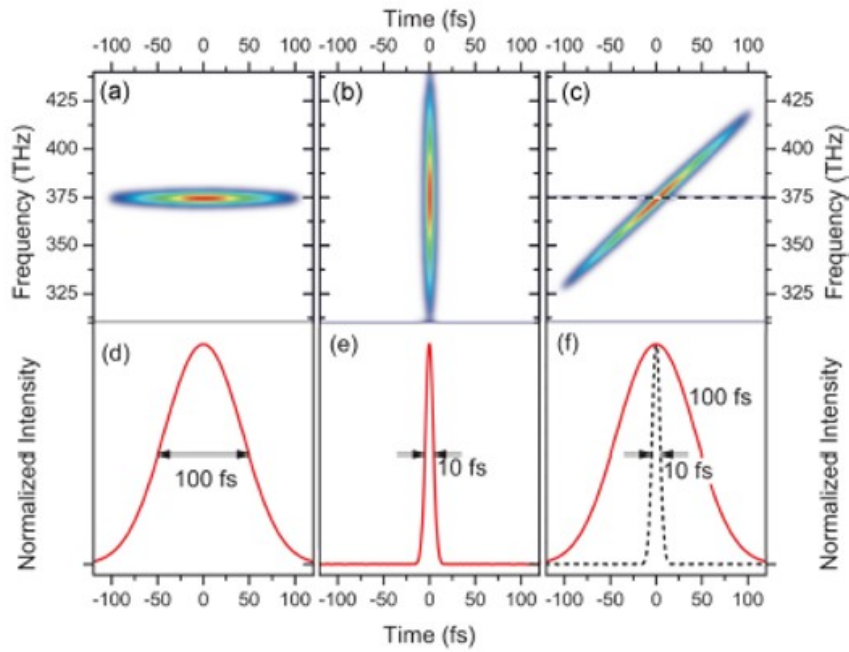 Time (fs)
-100 -50 0 50 100 -100 -50 0 50 100 -100 -50 0 50 100
(a) (b) (c)
Frequency (THz)
425
400
375
350
325
425
400
375
350
325
Frequency (THz)
(d) (e) (f)
Normalized Intensity
100 fs
10 fs
100 fs
10 fs
Normalized Intensity
-100 -50 0 50 100 -100 -50 0 50 100 -100 -50 0 50 100
Time (fs)